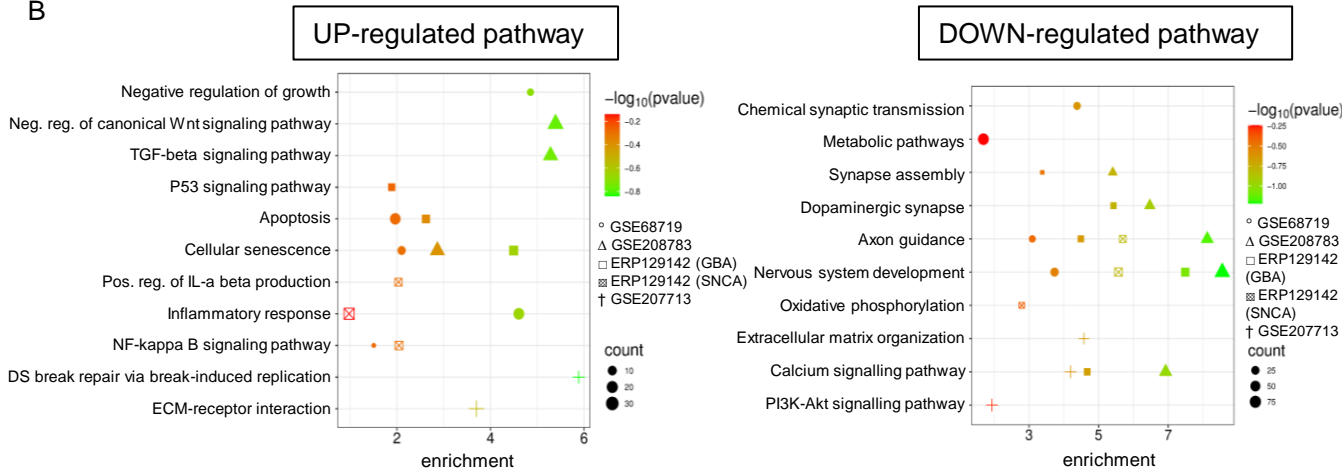 B
UP-regulated pathway
Negative regulation of growth
Neg. reg. of canonical Wnt signaling pathway
TGF-beta signaling pathway
P53 signaling pathway
Apoptosis
Cellular senescence
Pos. reg. of IL-a beta production
Inflammatory response
NF-kappa B signaling pathway
DS break repair via break-induced replication
ECM-receptor interaction
2 4 6
enrichment
−log10(pvalue)
−0.2
−0.4
−0.6
−0.8
○ GSE68719
△ GSE208783
□ ERP129142 (GBA)
⊠ ERP129142 (SNCA)
† GSE207713
count
10
20
30
DOWN-regulated pathway
Chemical synaptic transmission
Metabolic pathways
Synapse assembly
Dopaminergic synapse
Axon guidance
Nervous system development
Oxidative phosphorylation
Extracellular matrix organization
Calcium signalling pathway
PI3K-Akt signalling pathway
3 5 7
enrichment
−log10(pvalue)
−0.25
−0.50
−0.75
−1.00
○ GSE68719
△ GSE208783
□ ERP129142
(GBA)
⊠ ERP129142
(SNCA)
† GSE207713
count
25
50
75